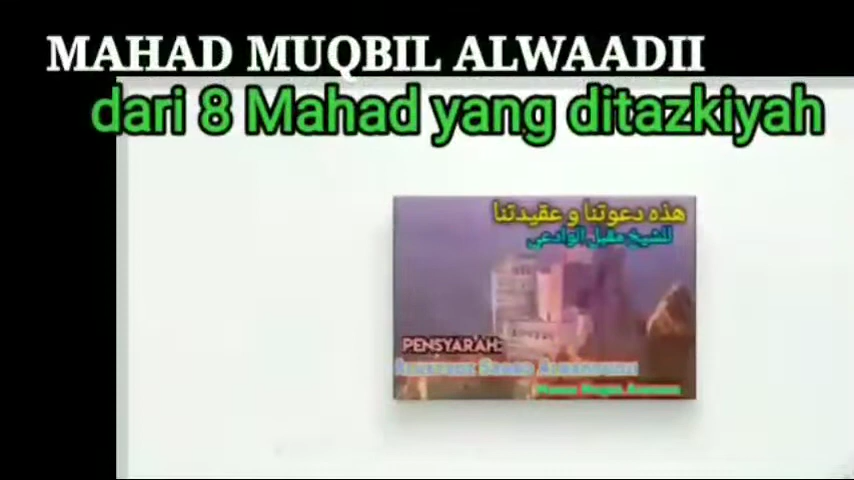 MAHAD MUQBIL ALWAADII
dari 8 Mahad yang ditazkiyah
هذه دعوتنا و عقيدتنا
للشيخ مقبل الوادعي
PENSYARAH: